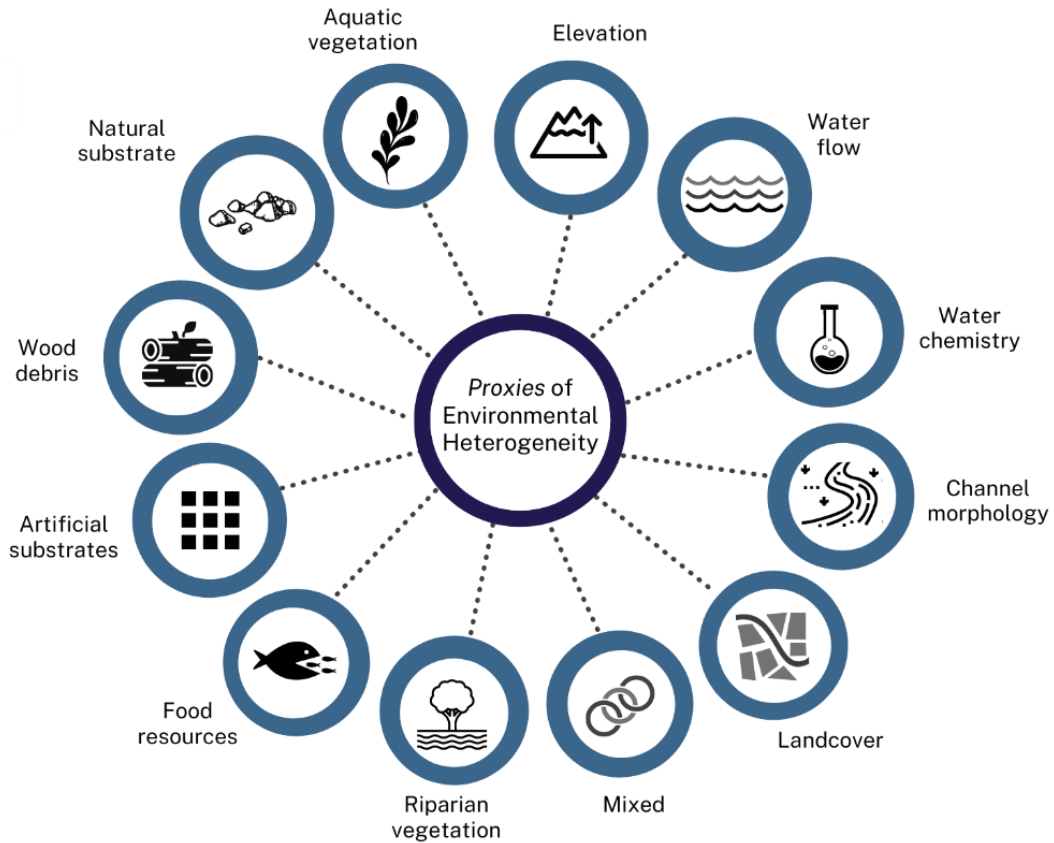 Aquatic
vegetation
Elevation
Water
flow
Natural
substrate
Water
chemistry
Wood
debris
Proxies of
Environmental
Heterogeneity
Channel
morphology
Artificial
substrates
Food
resources
Landcover
Riparian
vegetation
Mixed